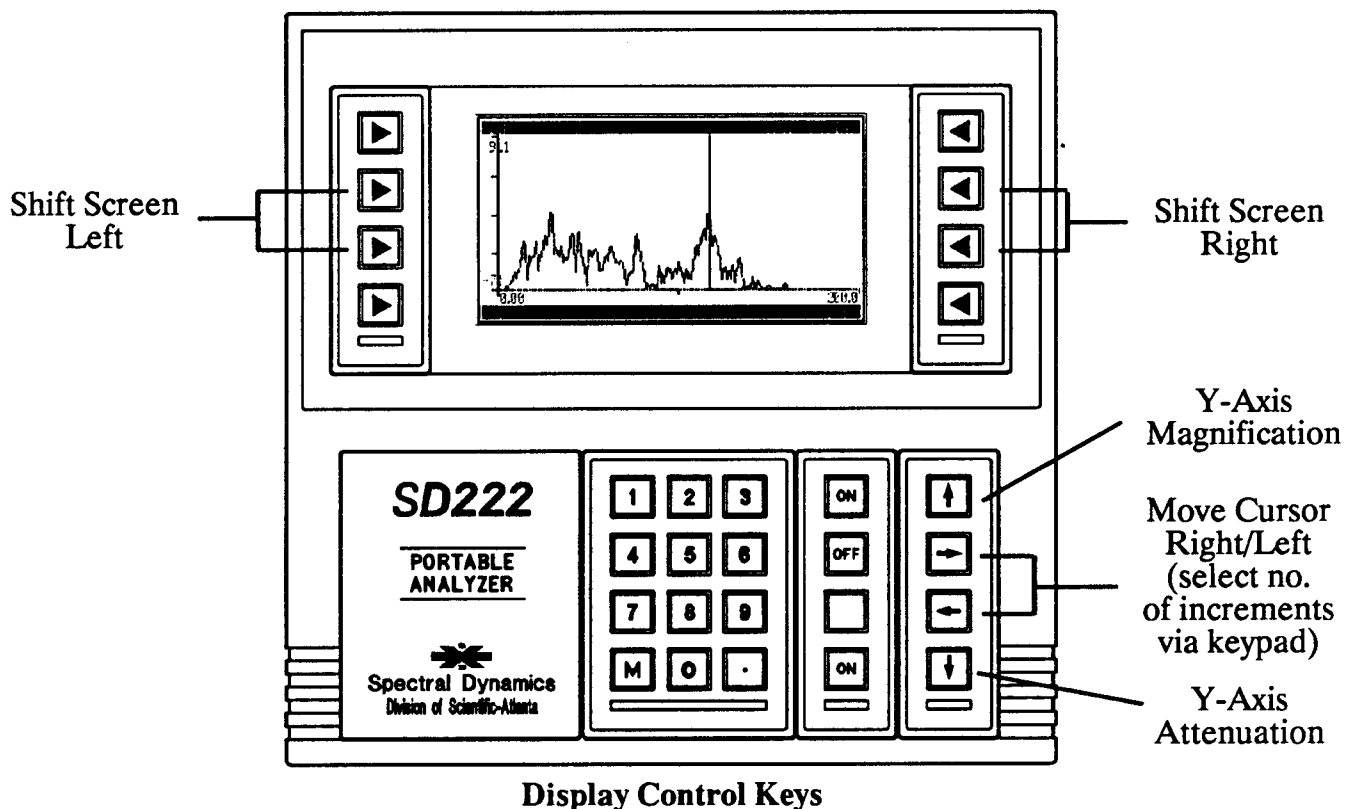 9.1
0.00
Shift Screen
Left
Shift Screen
Right
Y-Axis
Magnification
Move Cursor
Right/Left
(select no.
of increments
via keypad)
Y-Axis
Attenuation
SD222
PORTABLE
ANALYZER
Spectral Dynamics
Division of Scientific-Atlanta
1 2 3
4 5 6
7 8 9
M 0 .
ON
OFF
ON
Display Control Keys